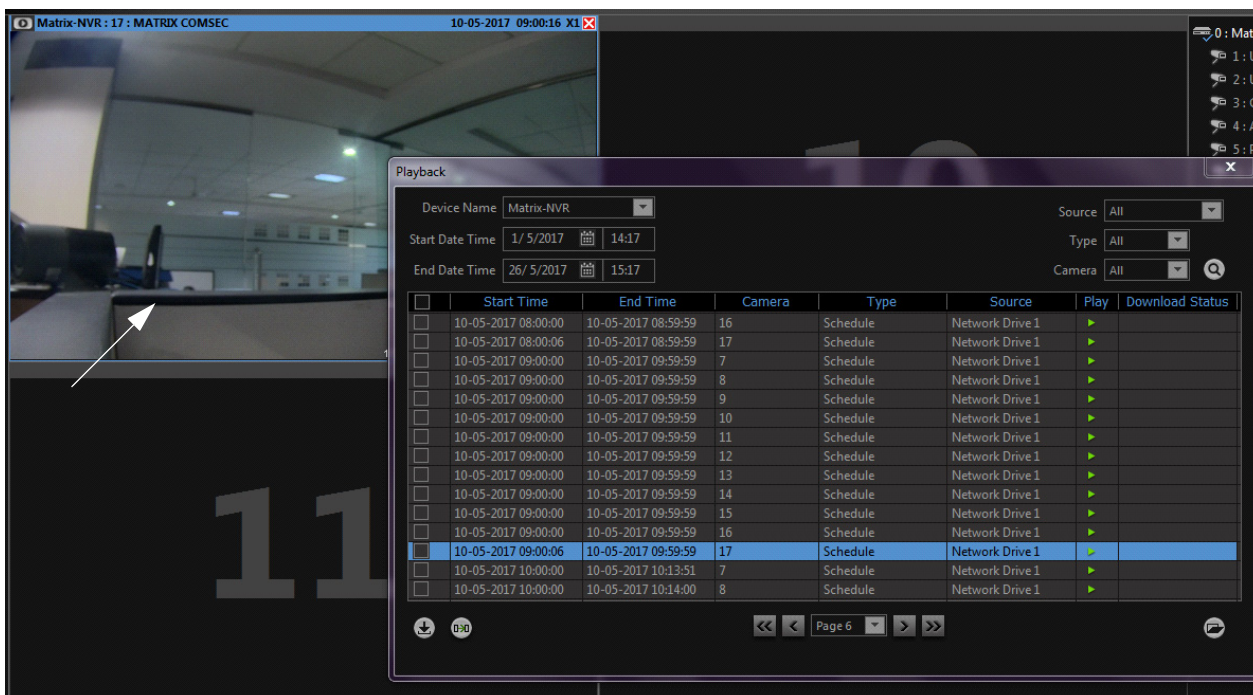 Matrix-NVR : 17 : MATRIX COMSEC 10-05-2017 09:00:16 X1
10
0 : Mat
1 :
2 :
3 :
4 :
5 :
Playback X
Device Name Matrix-NVR Source All
Start Date Time 1/ 5/2017 14:17 Type All
End Date Time 26/ 5/2017 15:17 Camera All
Start Time End Time Camera Type Source Play Download Status
10-05-2017 08:00:00 10-05-2017 08:59:59 16 Schedule Network Drive 1
10-05-2017 08:00:06 10-05-2017 08:59:59 17 Schedule Network Drive 1
10-05-2017 09:00:00 10-05-2017 09:59:59 7 Schedule Network Drive 1
10-05-2017 09:00:00 10-05-2017 09:59:59 8 Schedule Network Drive 1
10-05-2017 09:00:00 10-05-2017 09:59:59 9 Schedule Network Drive 1
10-05-2017 09:00:00 10-05-2017 09:59:59 10 Schedule Network Drive 1
10-05-2017 09:00:00 10-05-2017 09:59:59 11 Schedule Network Drive 1
10-05-2017 09:00:00 10-05-2017 09:59:59 12 Schedule Network Drive 1
10-05-2017 09:00:00 10-05-2017 09:59:59 13 Schedule Network Drive 1
10-05-2017 09:00:00 10-05-2017 09:59:59 14 Schedule Network Drive 1
10-05-2017 09:00:00 10-05-2017 09:59:59 15 Schedule Network Drive 1
10-05-2017 09:00:00 10-05-2017 09:59:59 16 Schedule Network Drive 1
10-05-2017 09:00:06 10-05-2017 09:59:59 17 Schedule Network Drive 1
10-05-2017 10:00:00 10-05-2017 10:13:51 7 Schedule Network Drive 1
10-05-2017 10:00:00 10-05-2017 10:14:00 8 Schedule Network Drive 1
11
Page 6